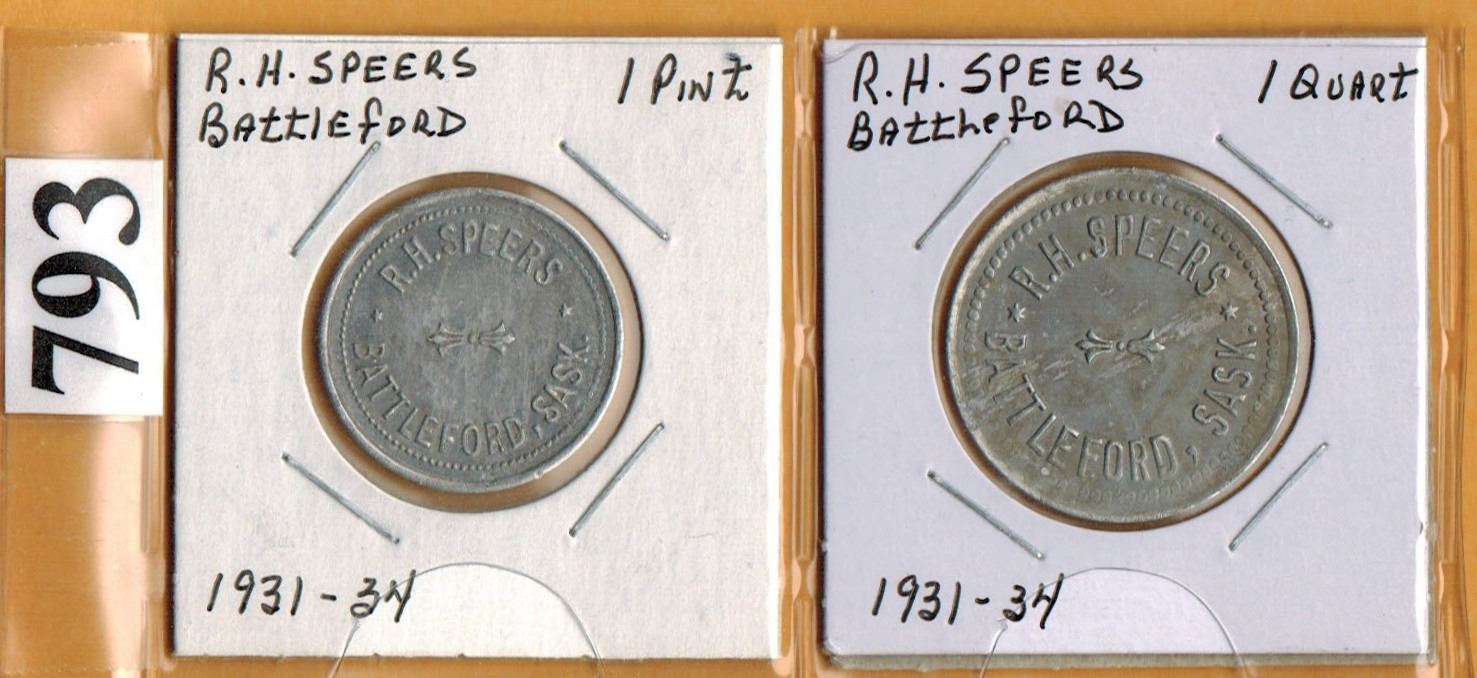 793
R.H. SPEERS 1 PINt
BAttlEfORD
R.H. SPEERS
BATTLEFORD, SASK.
1931-34
R.H. SPEERS 1 QUARt
BAttlefORD
R.H. SPEERS
BATTLEFORD, SASK.
1931-34